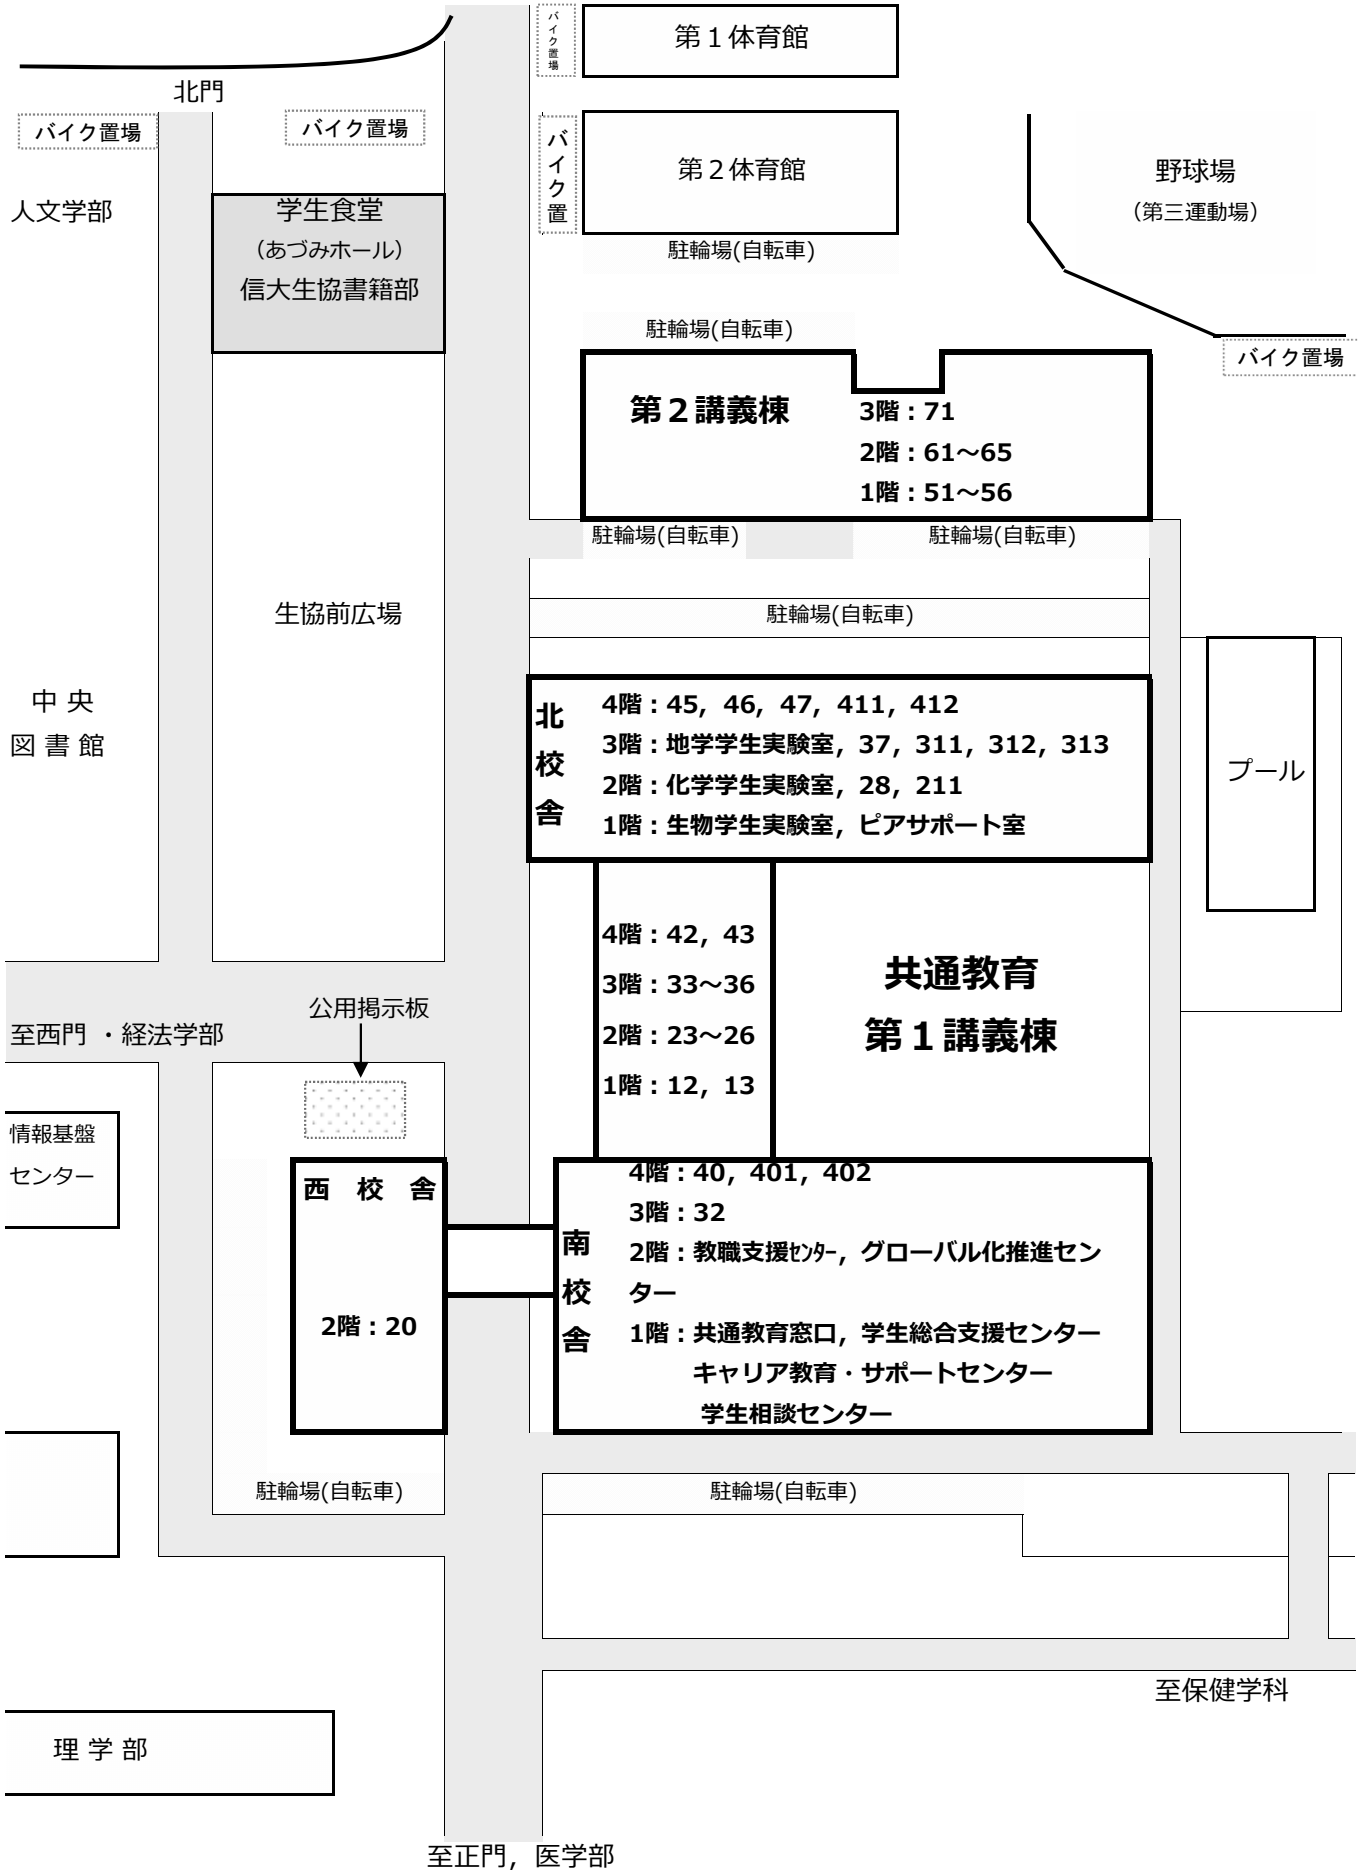 バイク置場
第１体育館
北門
バイク置場
バイク置場
バイク置
第２体育館
野球場
（第三運動場）
人文学部
学生食堂
（あづみホール）
信大生協書籍部
駐輪場(自転車)
駐輪場(自転車)
バイク置場
第２講義棟
3階：71
2階：61～65
1階：51～56
駐輪場(自転車)
駐輪場(自転車)
生協前広場
駐輪場(自転車)
中 央
図 書 館
北校舎
4階：45，46，47，411，412
3階：地学学生実験室，37，311，312，313
2階：化学学生実験室，28，211
1階：生物学生実験室，ピアサポート室
プール
4階：42，43
3階：33～36
2階：23～26
1階：12，13
共通教育
第１講義棟
公用掲示板
至西門 ・経法学部
情報基盤
センター
西 校 舎
2階：20
南校舎
4階：40，401，402
3階：32
2階：教職支援ｾﾝﾀｰ，グローバル化推進セン
ター
1階：共通教育窓口，学生総合支援センター
キャリア教育・サポートセンター
学生相談センター
駐輪場(自転車)
駐輪場(自転車)
至保健学科
理 学 部
至正門，医学部